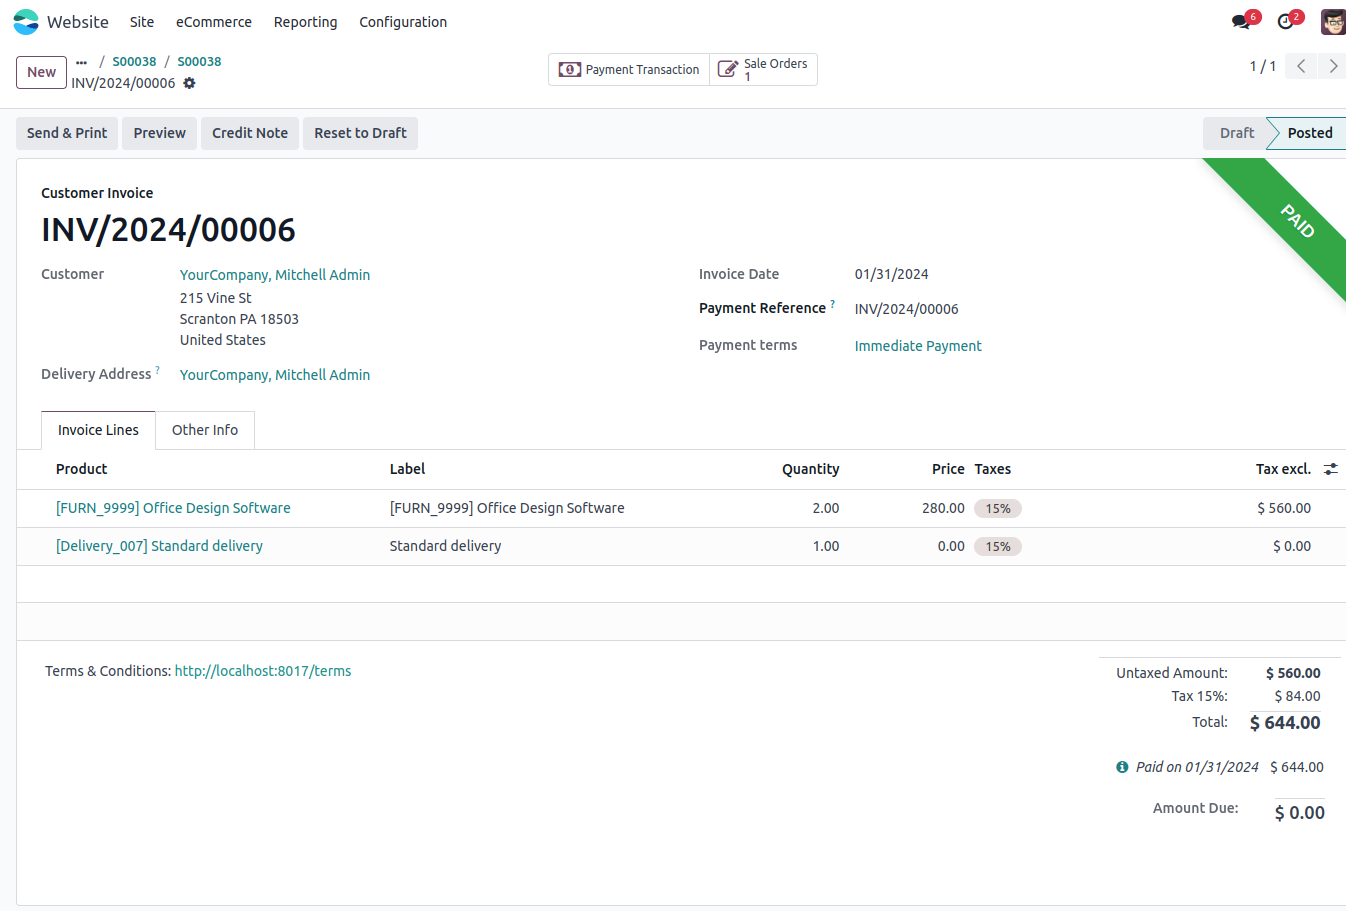 Website Site eCommerce Reporting Configuration 6 2
New ... / S00038 / S00038
INV/2024/00006
Payment Transaction
Sale Orders
1
1 / 1
Send & Print Preview Credit Note Reset to Draft Draft Posted
PAID
Customer Invoice
INV/2024/00006
Customer YourCompany, Mitchell Admin
215 Vine St
Scranton PA 18503
United States
Delivery Address ? YourCompany, Mitchell Admin
Invoice Date 01/31/2024
Payment Reference ? INV/2024/00006
Payment terms Immediate Payment
Invoice Lines Other Info
Product Label Quantity Price Taxes Tax excl.
[FURN_9999] Office Design Software [FURN_9999] Office Design Software 2.00 280.00 15% $ 560.00
[Delivery_007] Standard delivery Standard delivery 1.00 0.00 15% $ 0.00
Terms & Conditions: http://localhost:8017/terms
Untaxed Amount: $ 560.00
Tax 15%: $ 84.00
Total: $ 644.00
Paid on 01/31/2024 $ 644.00
Amount Due: $ 0.00